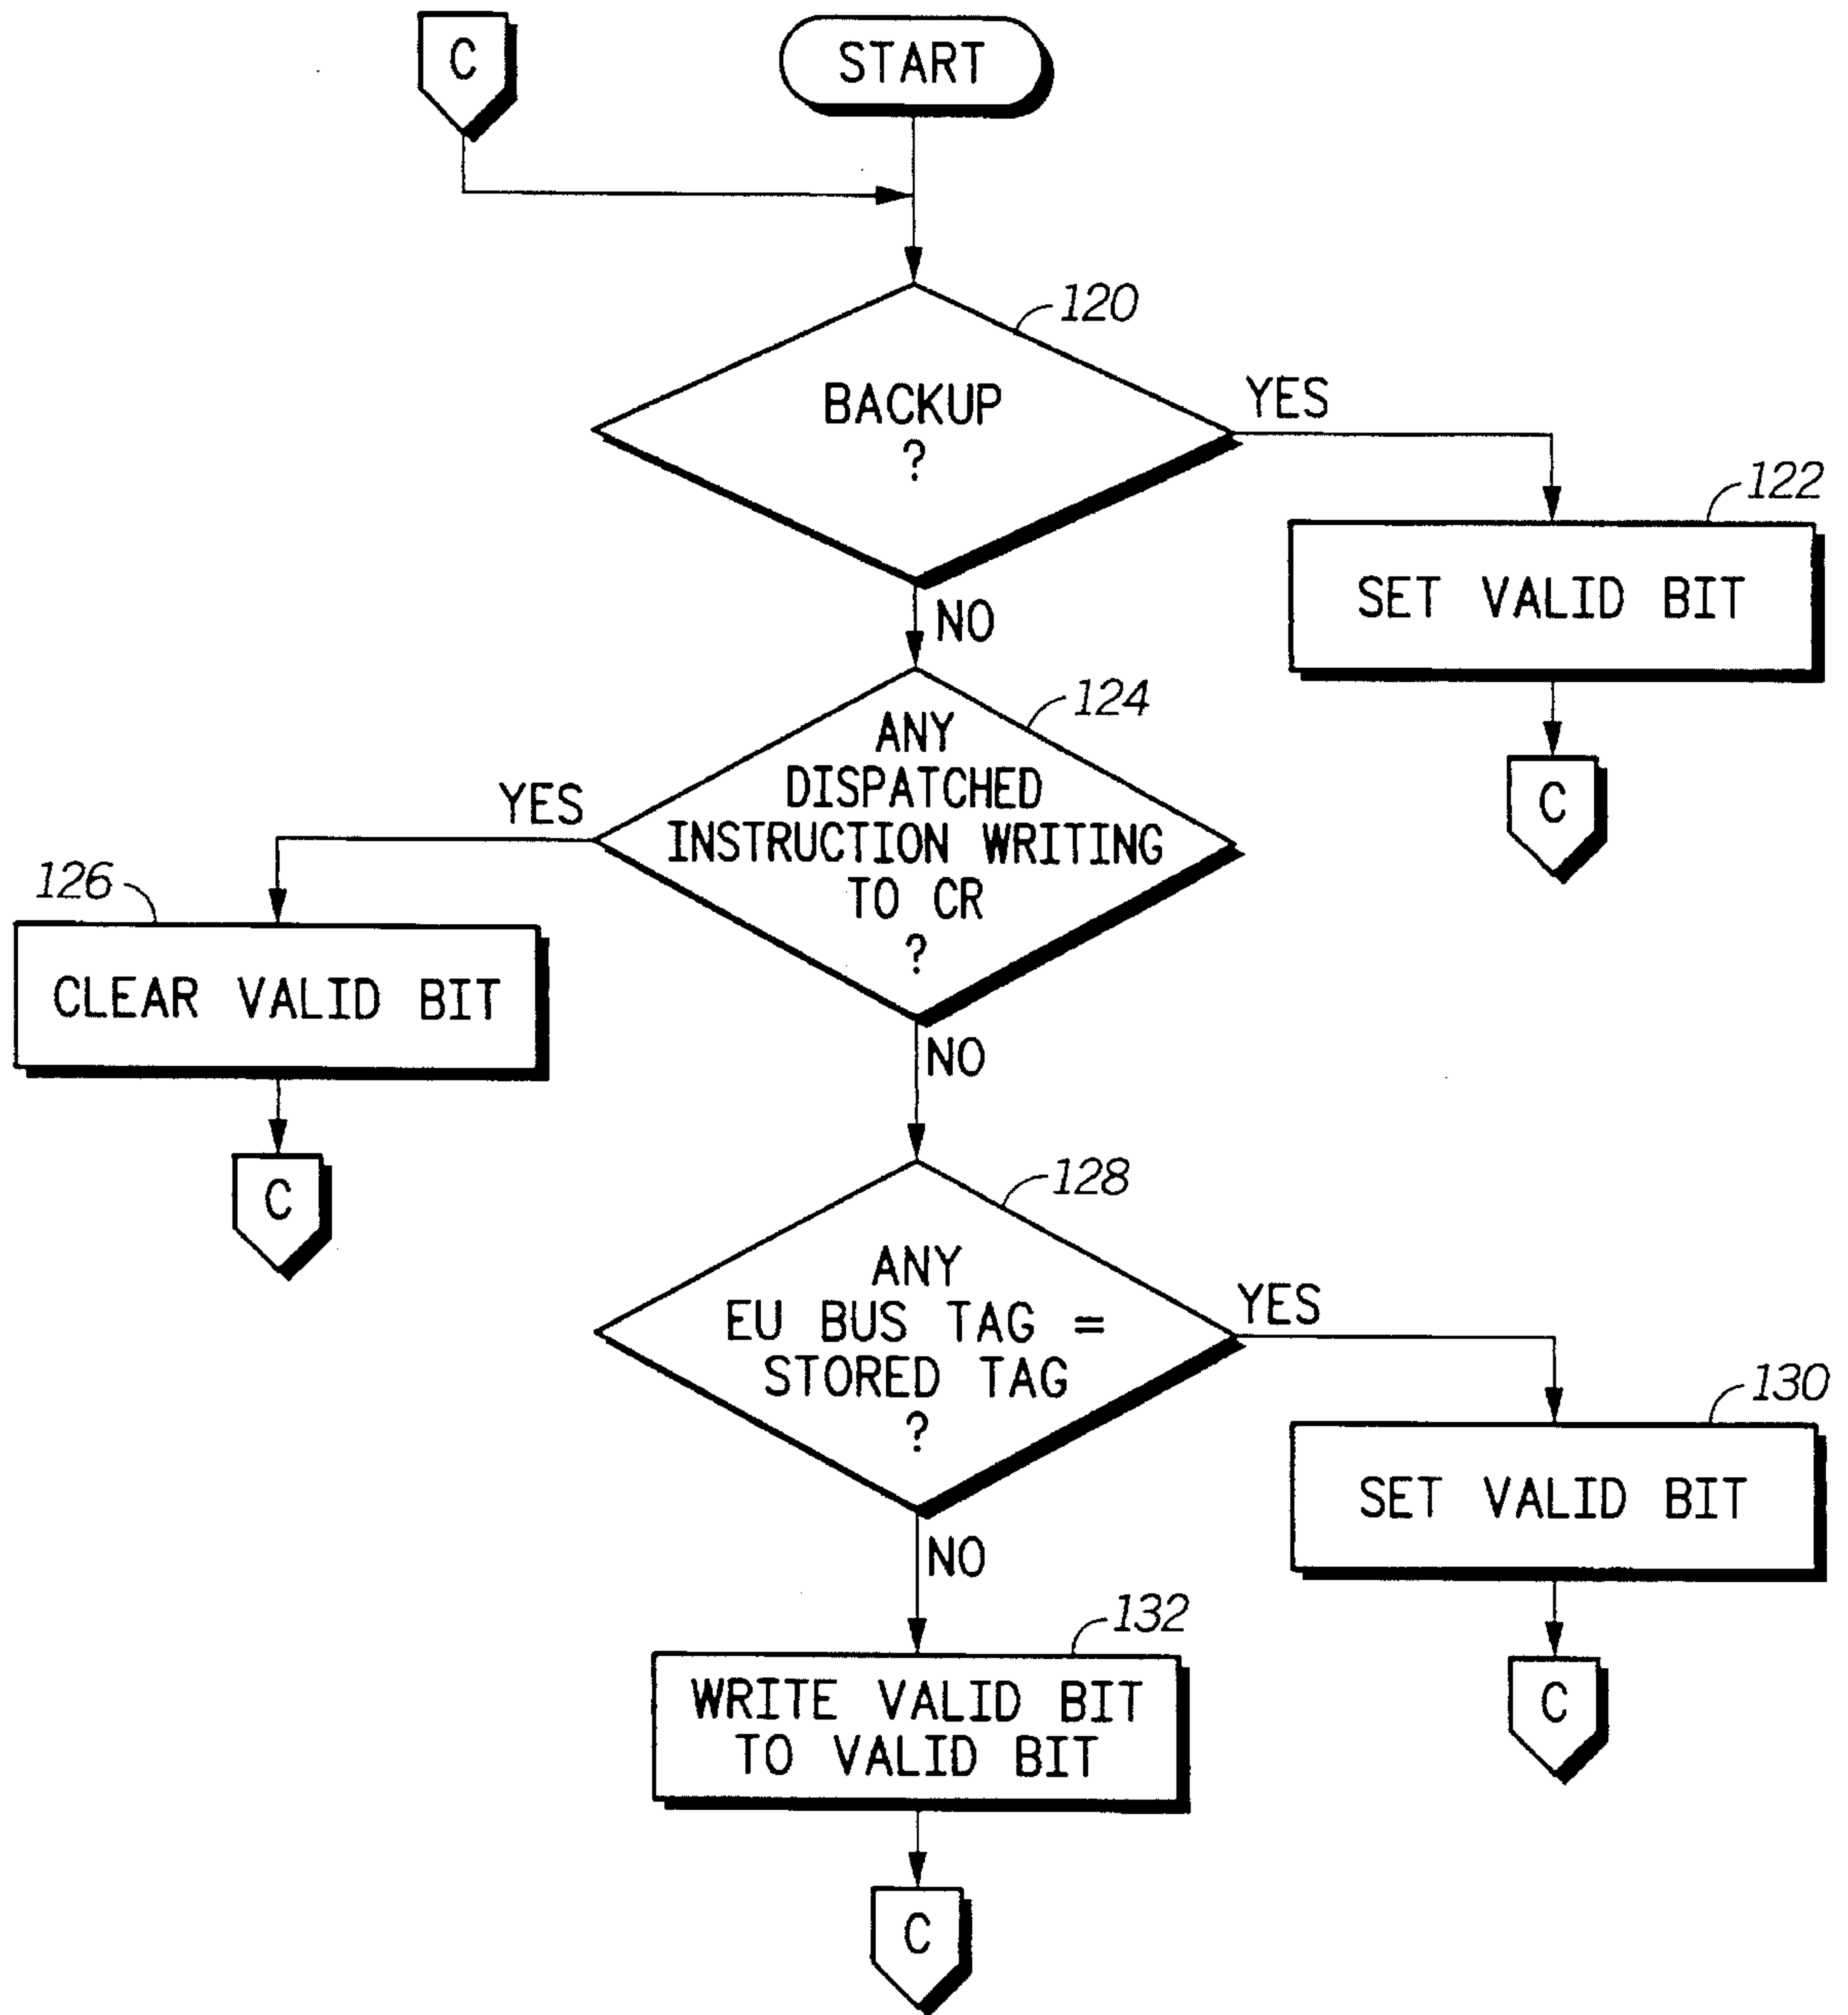 C
START
120
BACKUP
?
YES
122
SET VALID BIT
NO
C
124
ANY
DISPATCHED
INSTRUCTION WRITING
TO CR
?
YES
126
CLEAR VALID BIT
C
NO
128
ANY
EU BUS TAG =
STORED TAG
?
YES
130
SET VALID BIT
C
NO
132
WRITE VALID BIT
TO VALID BIT
C